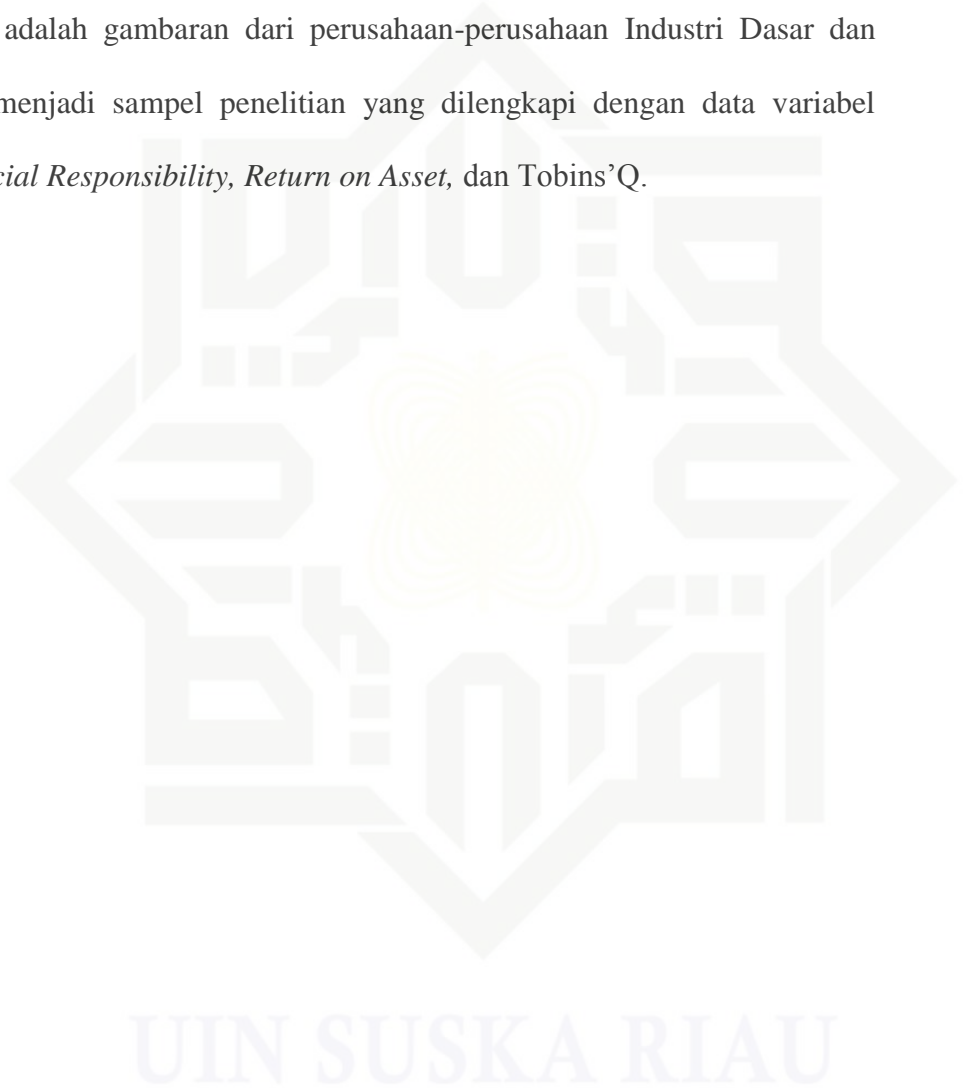 adalah gambaran dari perusahaan-perusahaan Industri Dasar dan
menjadi sampel penelitian yang dilengkapi dengan data variabel
cial Responsibility, Return on Asset, dan Tobins’Q.
UIN SUSKA RIAU